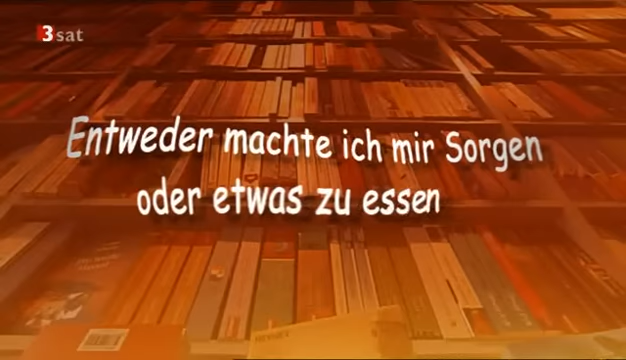 3sat
Entweder machte ich mir Sorgen
oder etwas zu essen